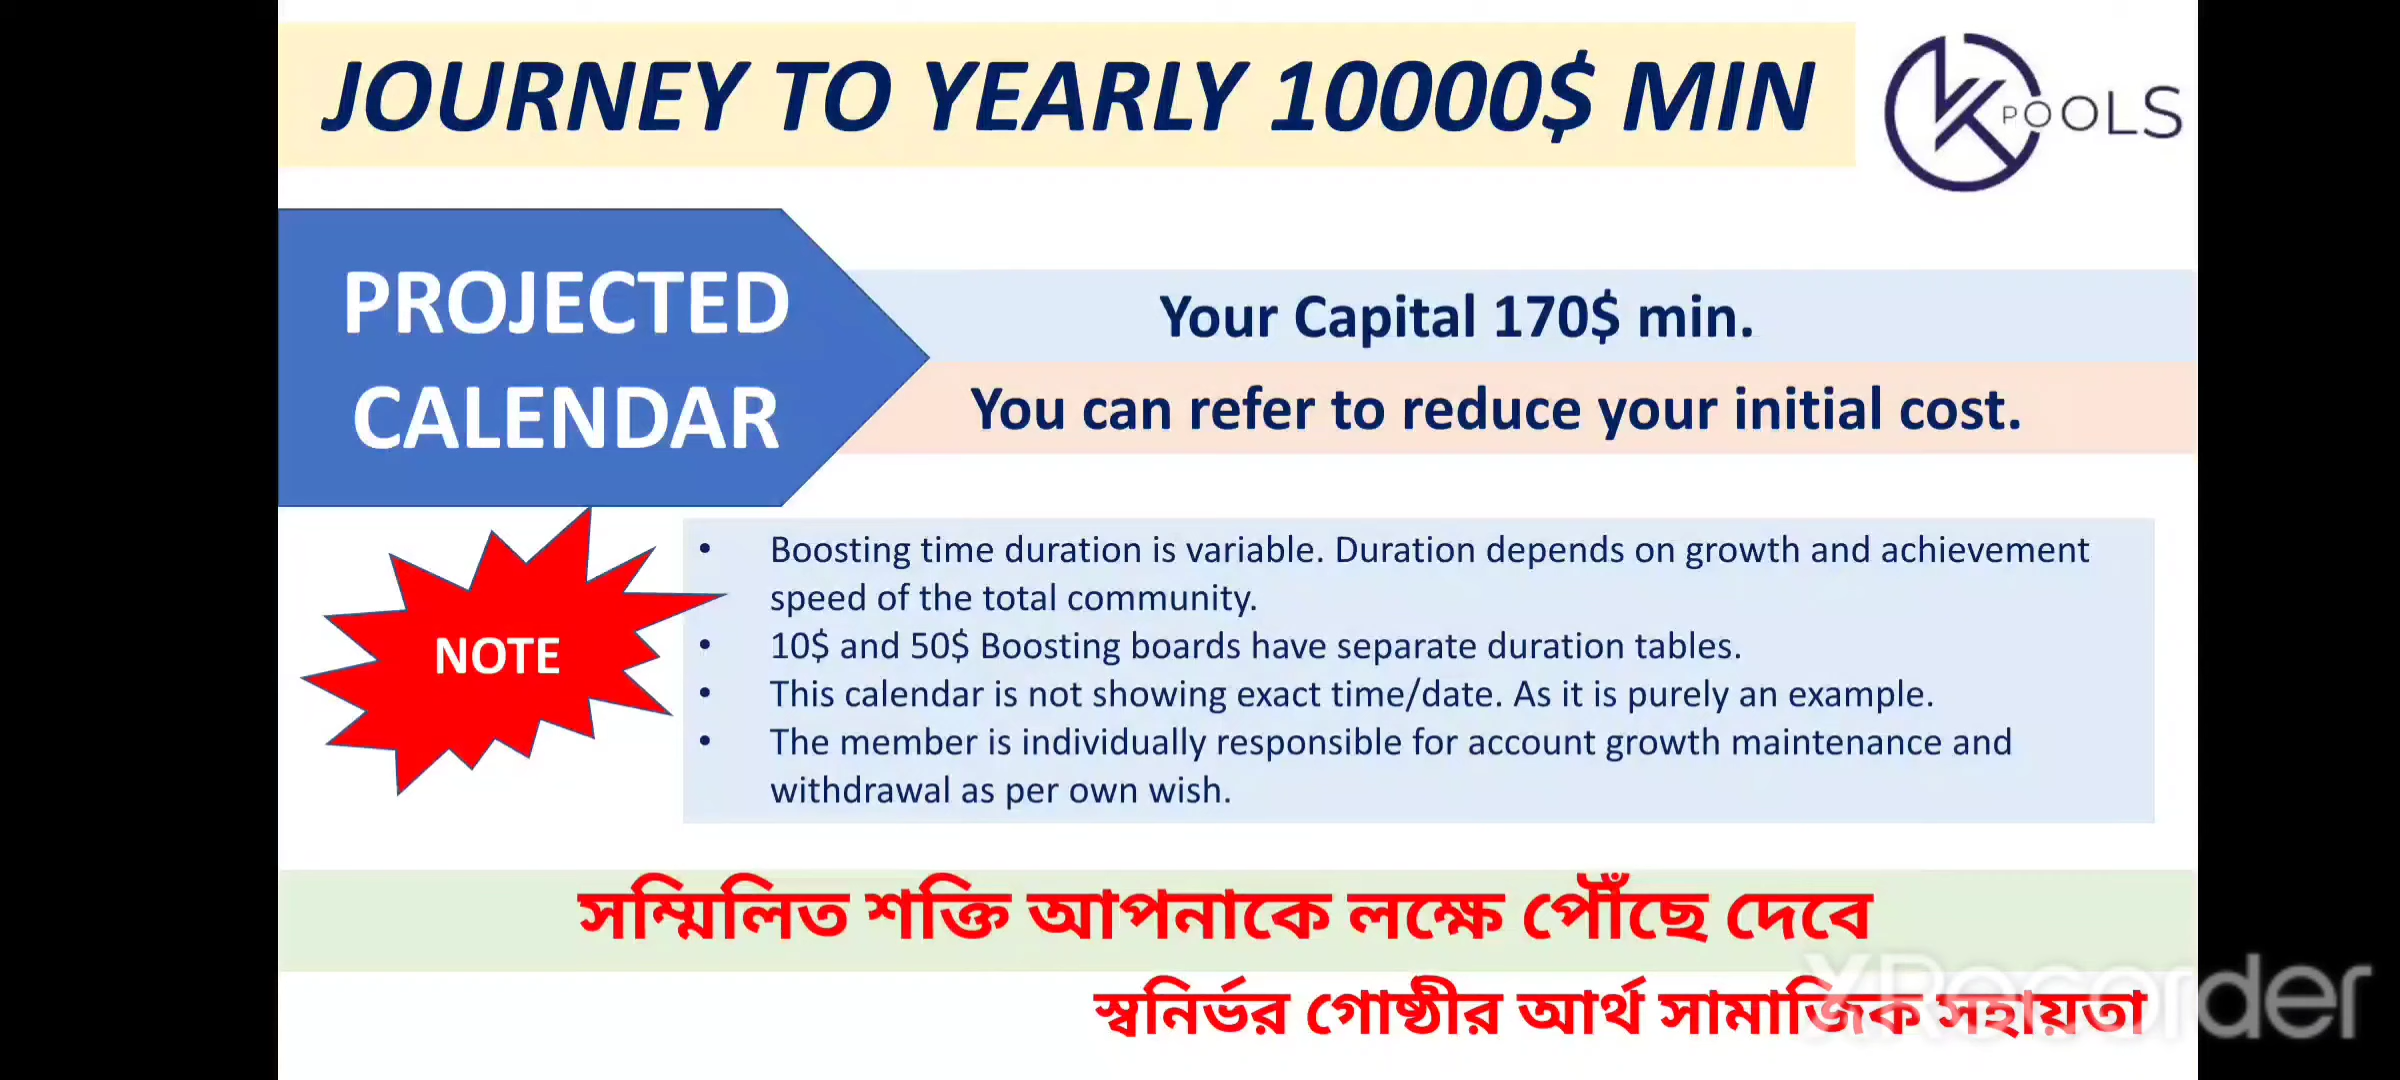 JOURNEY TO YEARLY 10000$ MIN
K POOLS
PROJECTED
CALENDAR
Your Capital 170$ min.
You can refer to reduce your initial cost.
NOTE
• Boosting time duration is variable. Duration depends on growth and achievement
speed of the total community.
• 10$ and 50$ Boosting boards have separate duration tables.
• This calendar is not showing exact time/date. As it is purely an example.
• The member is individually responsible for account growth maintenance and
withdrawal as per own wish.
সম্মিলিত শক্তি আপনাকে লক্ষে পৌঁছে দেবে
স্বনির্ভর গোষ্ঠীর আর্থ সামাজিক সহায়তা
XRecorder